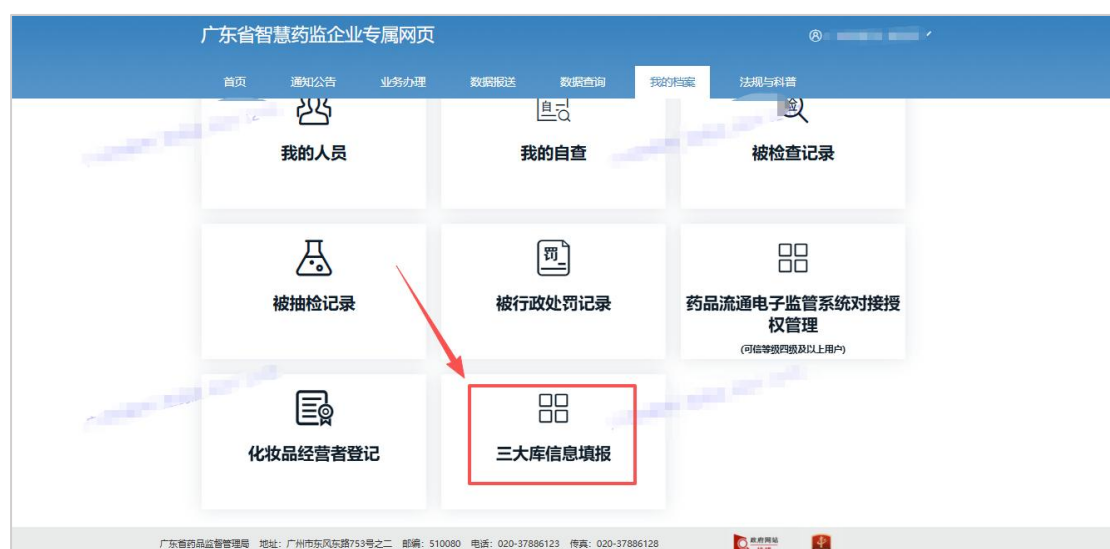 广东省智慧药监企业专属网页
首页 通知公告 业务办理 数据报送 数据查询 我的档案 法规与科普
我的人员 我的自查 被检查记录
被抽检记录 被行政处罚记录 药品流通电子监管系统对接授
权管理
(可信等级四级及以上用户)
化妆品经营者登记 三大库信息填报
广东省药品监督管理局 地址：广州市东风东路753号之二 邮编：510080 电话：020-37886123 传真：020-37886128
政府网站